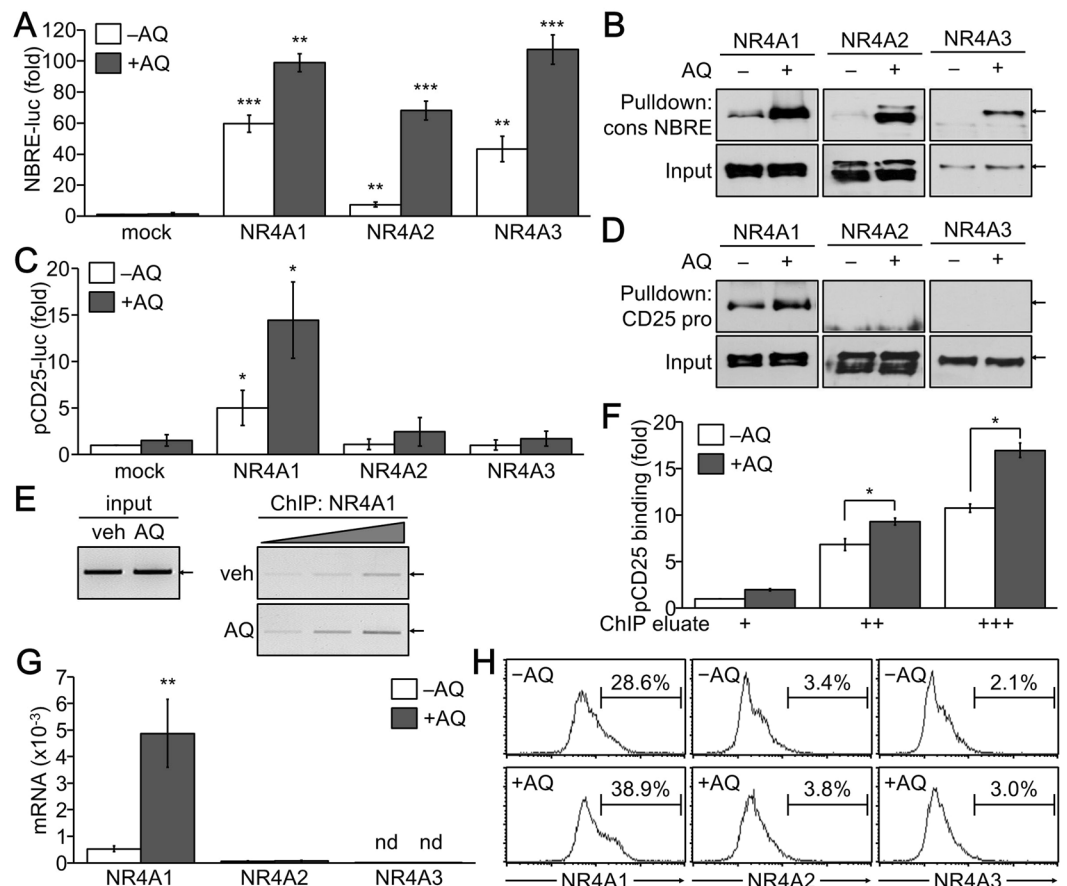 A
NBRE-luc (fold)
120
100
80
60
40
20
0
–AQ
+AQ
*** ** ** *** ** ***
mock NR4A1 NR4A2 NR4A3
B
NR4A1 NR4A2 NR4A3
AQ – + – + – +
Pulldown:
cons NBRE
Input
C
pCD25-luc (fold)
20
15
10
5
0
–AQ
+AQ
* *
mock NR4A1 NR4A2 NR4A3
D
NR4A1 NR4A2 NR4A3
AQ – + – + – +
Pulldown:
CD25 pro
Input
E
input ChIP: NR4A1
veh AQ
veh
AQ
F
pCD25 binding (fold)
20
15
10
5
0
–AQ
+AQ
* *
ChIP eluate + ++ +++
G
mRNA (x10-3)
7
6
5
4
3
2
1
0
–AQ
+AQ
**
nd nd
NR4A1 NR4A2 NR4A3
H
–AQ 28.6% –AQ 3.4% –AQ 2.1%
+AQ 38.9% +AQ 3.8% +AQ 3.0%
NR4A1 NR4A2 NR4A3